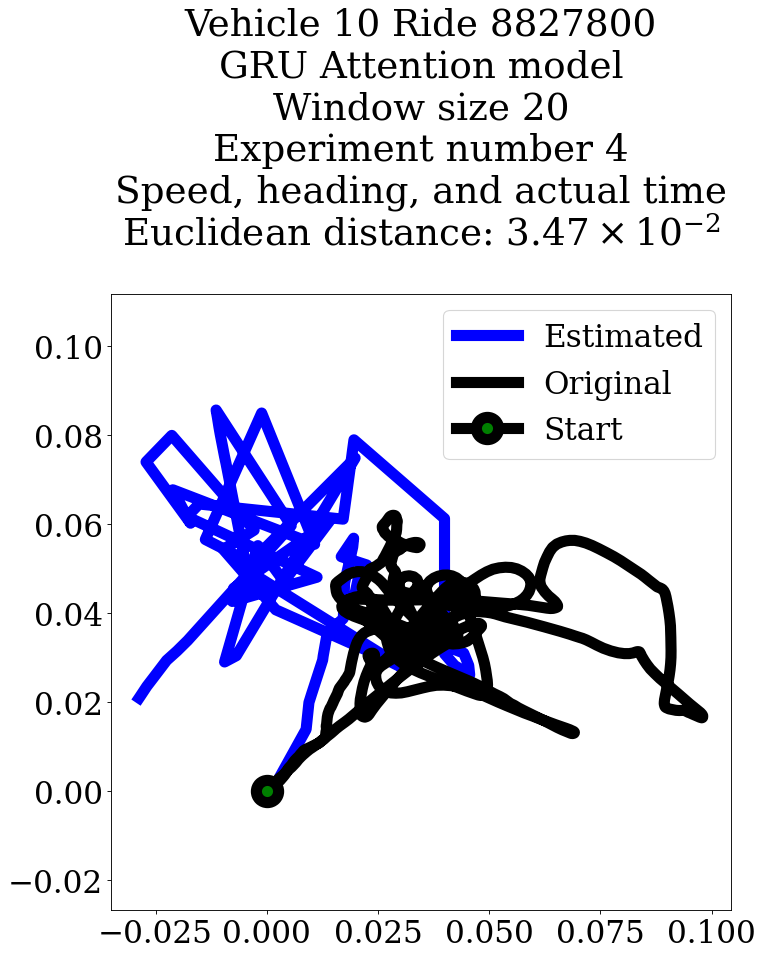 Vehicle 10 Ride 8827800
GRU Attention model
Window size 20
Experiment number 4
Speed, heading, and actual time
Euclidean distance: 3.47 × 10⁻²
Estimated
Original
Start
0.10
0.08
0.06
0.04
0.02
0.00
−0.02
−0.025 0.000 0.025 0.050 0.075 0.100